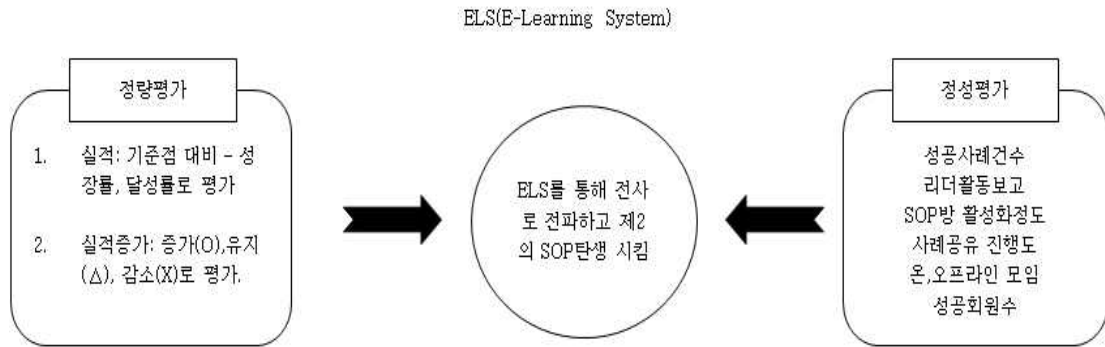 ELS(E-Learning System)
정량평가
1. 실적: 기준점 대비 - 성
장률, 달성률로 평가
2. 실적증가: 증가(O),유지
(△), 감소(X)로 평가.
ELS를 통해 전사
로 전파하고 제2
의 SOP탄생 시킴
정성평가
성공사례건수
리더활동보고
SOP방 활성화정도
사례공유 진행도
온,오프라인 모임
성공회원수